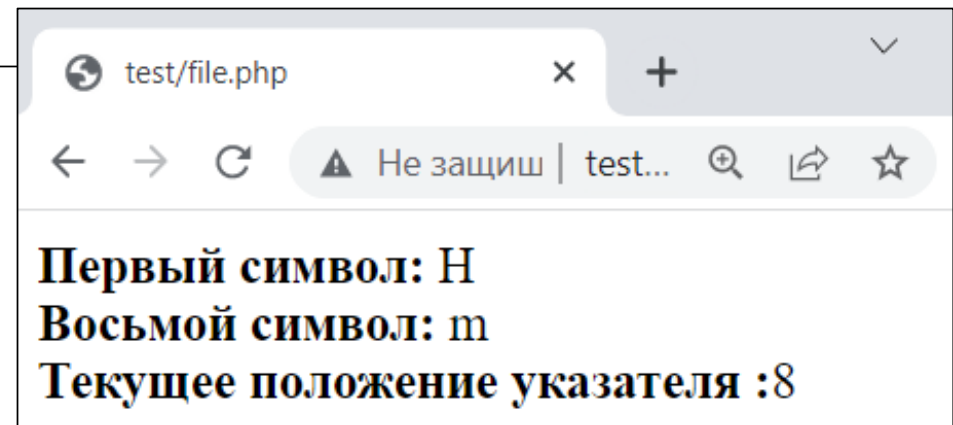 test/file.php
Не защищ | test...
Первый символ: H
Восьмой символ: m
Текущее положение указателя :8